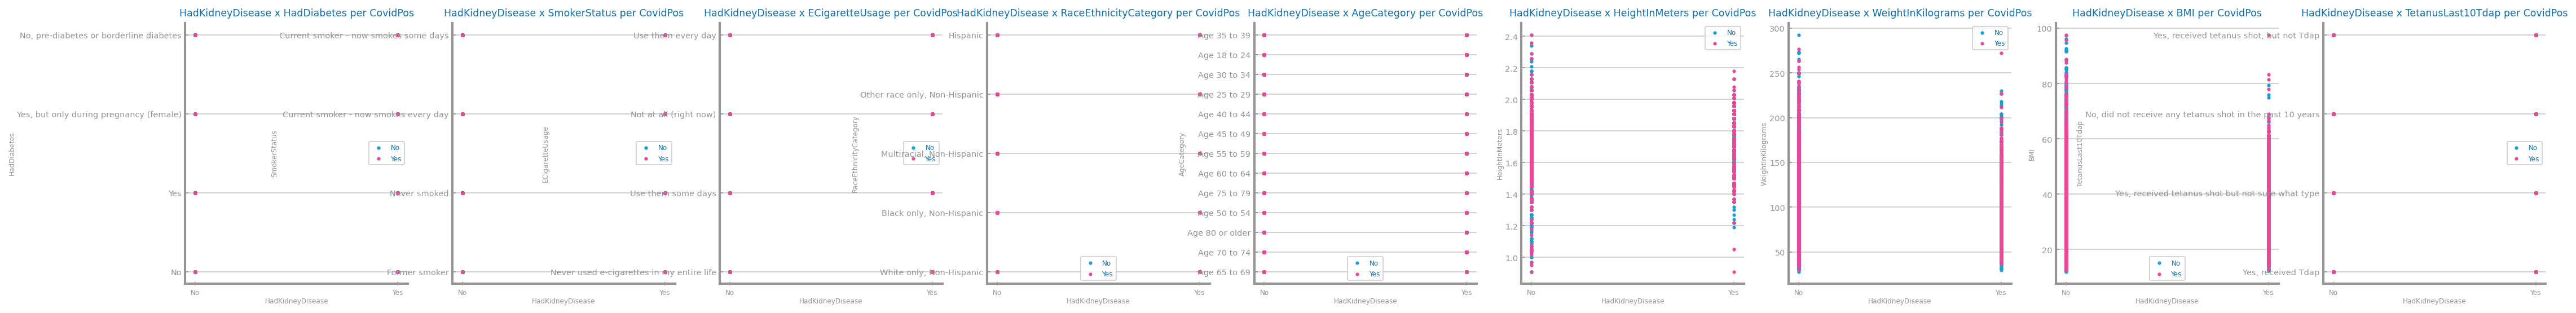 HadKidneyDisease x HadDiabetes per CovidPos
HadDiabetes
No, pre-diabetes or borderline diabetes
Yes, but only during pregnancy (female)
Yes
No
No
Yes
No
Yes
HadKidneyDisease
HadKidneyDisease x SmokerStatus per CovidPos
SmokerStatus
Current smoker - now smokes some days
Current smoker - now smokes every day
Never smoked
Former smoker
No
Yes
No
Yes
HadKidneyDisease
HadKidneyDisease x ECigaretteUsage per CovidPos
ECigaretteUsage
Use them every day
Not at all (right now)
Use them some days
Never used e-cigarettes in my entire life
No
Yes
No
Yes
HadKidneyDisease
HadKidneyDisease x RaceEthnicityCategory per CovidPos
RaceEthnicityCategory
Hispanic
Other race only, Non-Hispanic
Multiracial, Non-Hispanic
Black only, Non-Hispanic
White only, Non-Hispanic
No
Yes
No
Yes
HadKidneyDisease
HadKidneyDisease x AgeCategory per CovidPos
AgeCategory
Age 35 to 39
Age 18 to 24
Age 30 to 34
Age 25 to 29
Age 40 to 44
Age 45 to 49
Age 55 to 59
Age 60 to 64
Age 75 to 79
Age 50 to 54
Age 80 or older
Age 70 to 74
Age 65 to 69
No
Yes
No
Yes
HadKidneyDisease
HadKidneyDisease x HeightInMeters per CovidPos
HeightInMeters
2.4
2.2
2.0
1.8
1.6
1.4
1.2
1.0
No
Yes
No
Yes
HadKidneyDisease
HadKidneyDisease x WeightInKilograms per CovidPos
WeightInKilograms
300
250
200
150
100
50
No
Yes
No
Yes
HadKidneyDisease
HadKidneyDisease x BMI per CovidPos
BMI
100
80
60
40
20
No
Yes
No
Yes
HadKidneyDisease
HadKidneyDisease x TetanusLast10Tdap per CovidPos
TetanusLast10Tdap
Yes, received tetanus shot, but not Tdap
No, did not receive any tetanus shot in the past 10 years
Yes, received tetanus shot but not sure what type
Yes, received Tdap
No
Yes
No
Yes
HadKidneyDisease